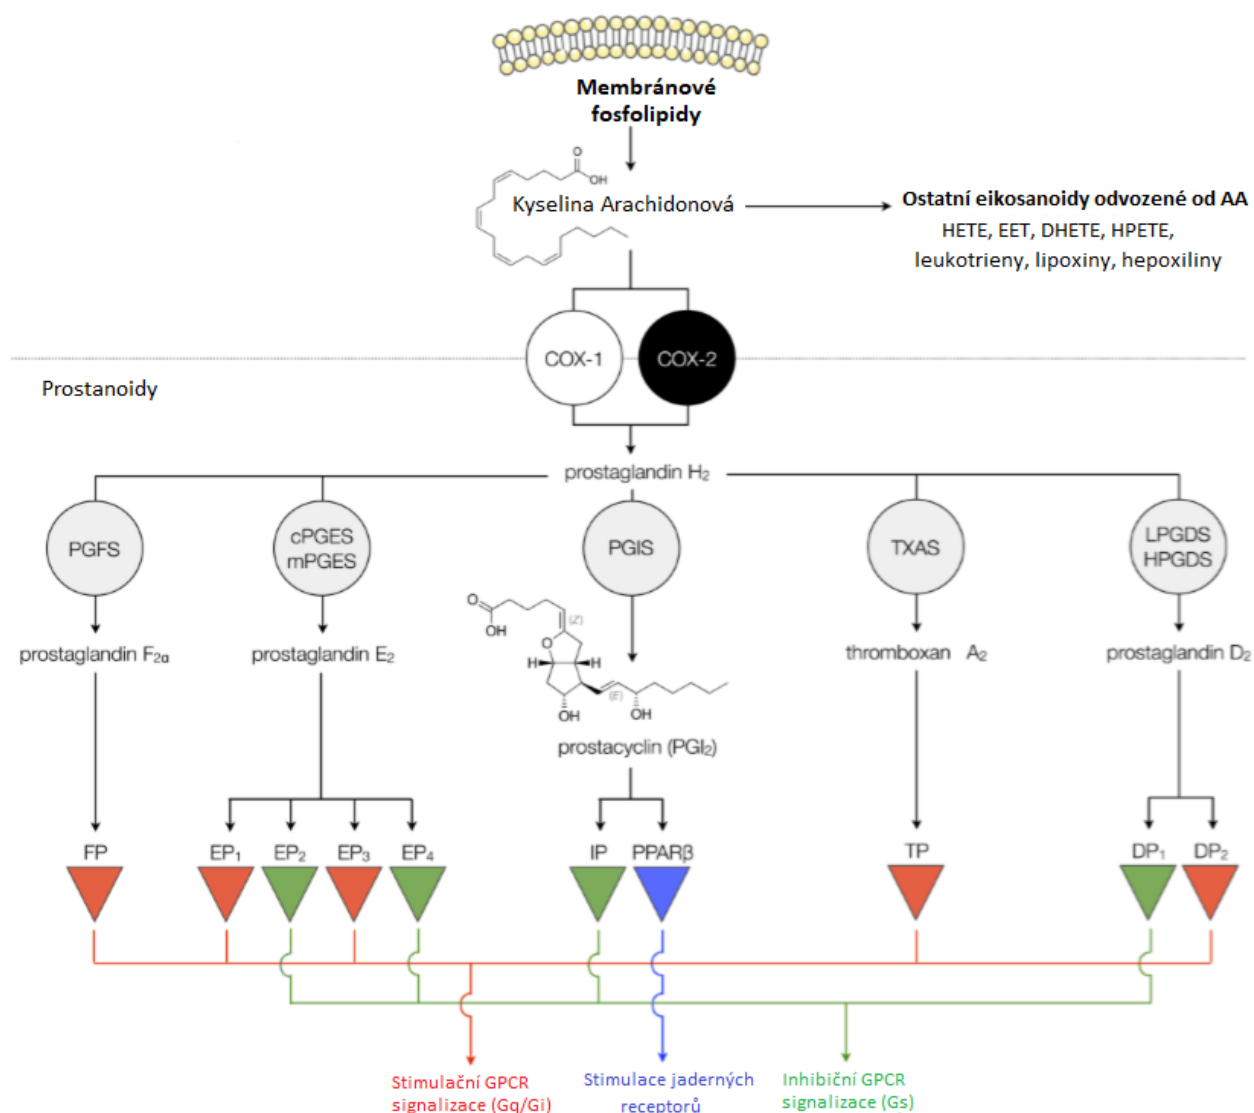 Membránové
fosfolipidy
O
OH
Kyselina Arachidonová
Ostatní eikosanoidy odvozené od AA
HETE, EET, DHETE, HPETE,
leukotrieny, lipoxiny, hepoxiliny
COX-1
COX-2
Prostanoidy
prostaglandin H₂
PGFS
cPGES
mPGES
PGIS
TXAS
LPGDS
HPGDS
O
OH
(Z)
O
H
H
(E)
OH
OH
prostaglandin F₂α
prostaglandin E₂
prostacyclin (PGI₂)
thromboxan A₂
prostaglandin D₂
FP
EP₁
EP₂
EP₃
EP₄
IP
PPARβ
TP
DP₁
DP₂
Stimulační GPCR
signalizace (Gq/Gi)
Stimulace jaderných
receptorů
Inhibiční GPCR
signalizace (Gs)